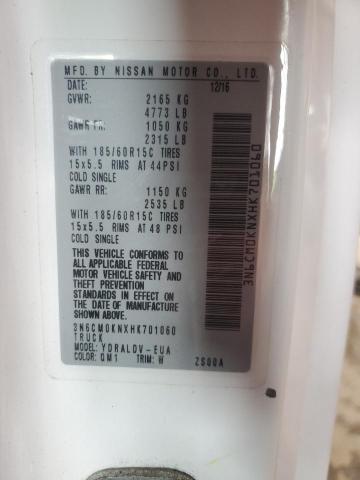 MFD. BY NISSAN MOTOR CO., LTD.
DATE: 12/16
GVWR: 2165 KG
4773 LB
GAWR FR: 1050 KG
2315 LB
WITH 185/60R15C TIRES
15x5.5 RIMS AT 44PSI
COLD SINGLE
GAWR RR: 1150 KG
2535 LB
WITH 185/60R15C TIRES
15x5.5 RIMS AT 48 PSI
COLD SINGLE
THIS VEHICLE CONFORMS TO
ALL APPLICABLE FEDERAL
MOTOR VEHICLE SAFETY AND
THEFT PREVENTION
STANDARDS IN EFFECT ON
THE DATE OF MANUFACTURE
SHOWN ABOVE.
3N6CM0KNXHK701060
TRUCK
MODEL: YDRALDV-EUA
COLOR: QM1 TRIM: W ZS00A
3N6CM0KNXHK701060